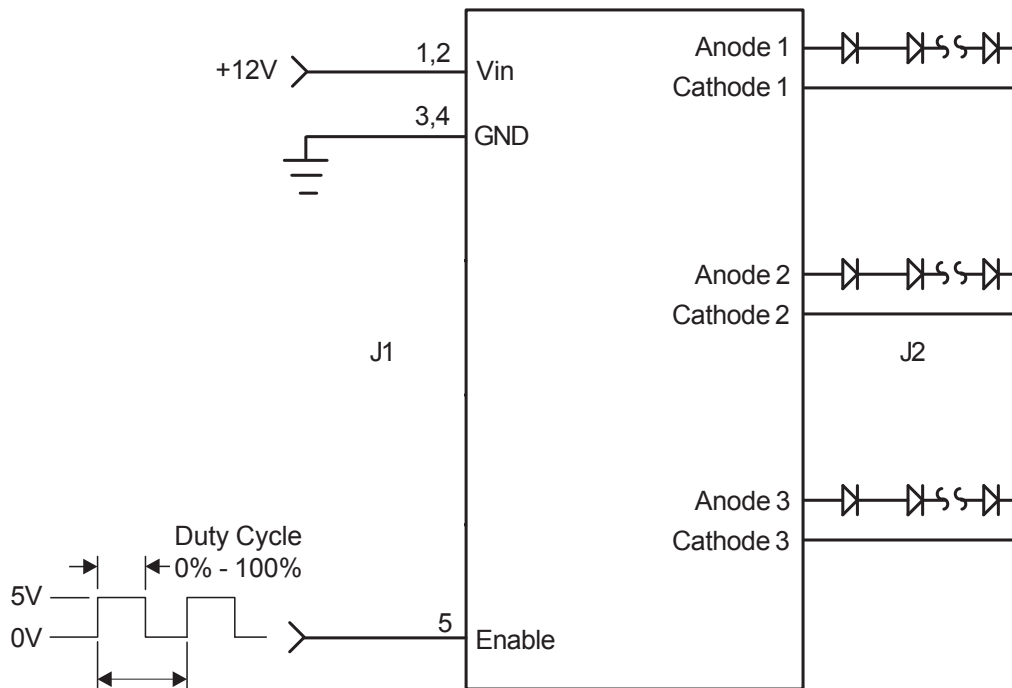 +12V
1,2
Vin
3,4
GND
J1
Duty Cycle
0% - 100%
5V
0V
5
Enable
Anode 1
Cathode 1
Anode 2
Cathode 2
J2
Anode 3
Cathode 3